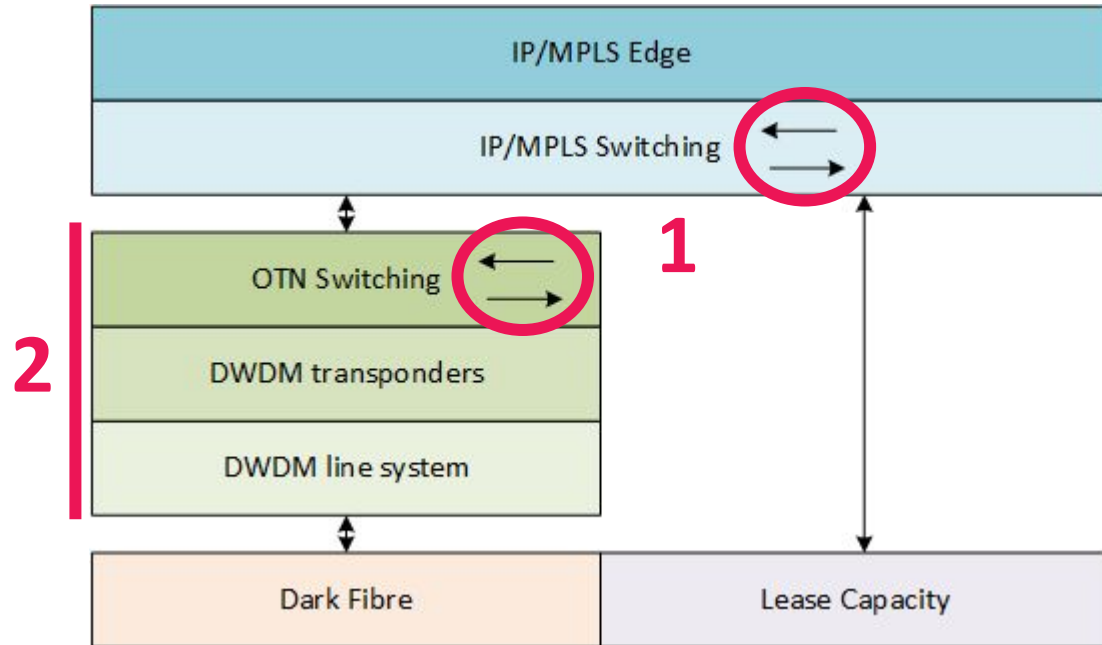 IP/MPLS Edge
IP/MPLS Switching
1
OTN Switching
2
DWDM transponders
DWDM line system
Dark Fibre
Lease Capacity